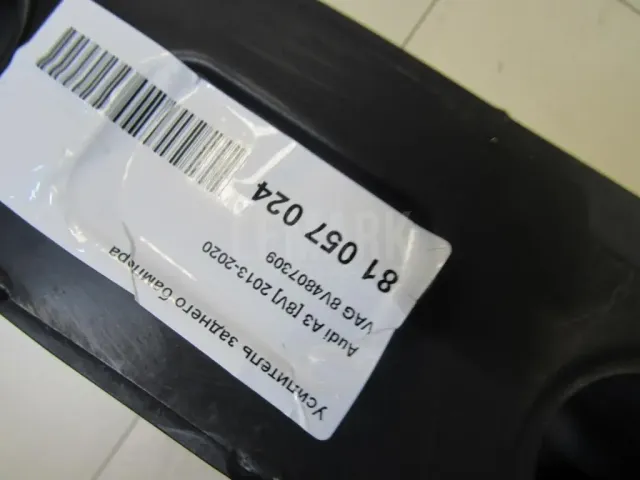 Усилитель заднего бампера
Audi A3 [8V] 2013-2020
VAG 8V4807309
81 057 024